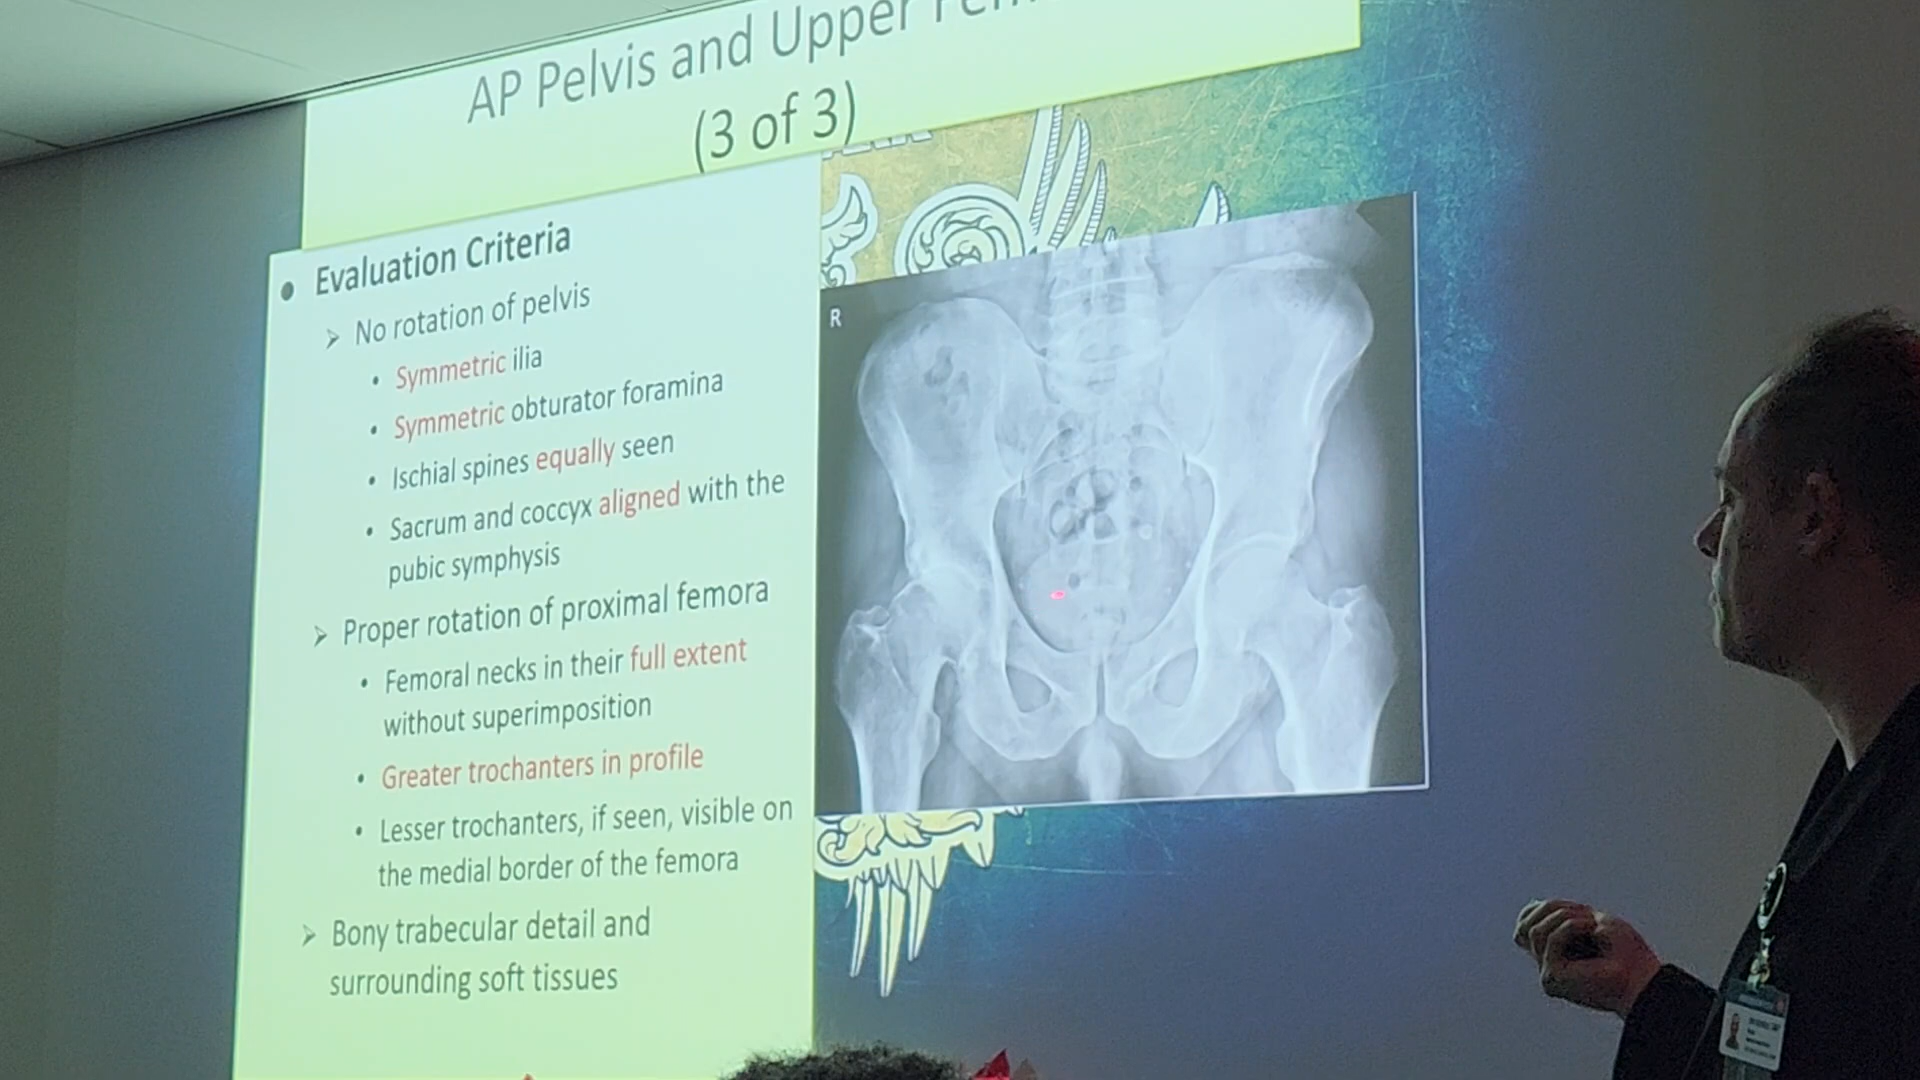 AP Pelvis and Upper
(3 of 3)
Evaluation Criteria
No rotation of pelvis
Symmetric ilia
Symmetric obturator foramina
Ischial spines equally seen
Sacrum and coccyx aligned with the
pubic symphysis
Proper rotation of proximal femora
Femoral necks in their full extent
without superimposition
Greater trochanters in profile
Lesser trochanters, if seen, visible on
the medial border of the femora
Bony trabecular detail and
surrounding soft tissues
R